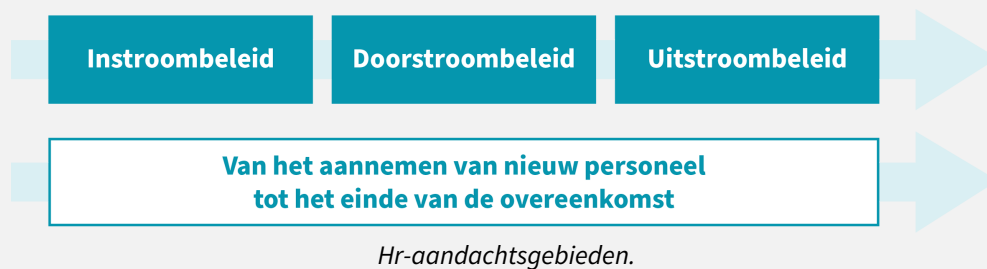 Instroombeleid Doorstroombeleid Uitstroombeleid
Van het aannemen van nieuw personeel
tot het einde van de overeenkomst
Hr-aandachtsgebieden.